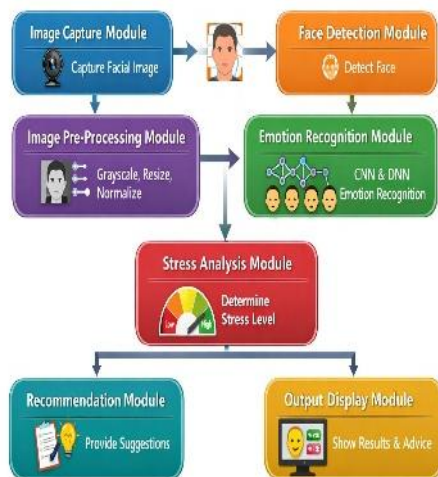 Image Capture Module
Capture Facial Image
Face Detection Module
Detect Face
Image Pre-Processing Module
Grayscale, Resize,
Normalize
Emotion Recognition Module
CNN & DNN
Emotion Recognition
Stress Analysis Module
Low
High
Determine
Stress Level
Recommendation Module
Provide Suggestions
Output Display Module
Show Results & Advice